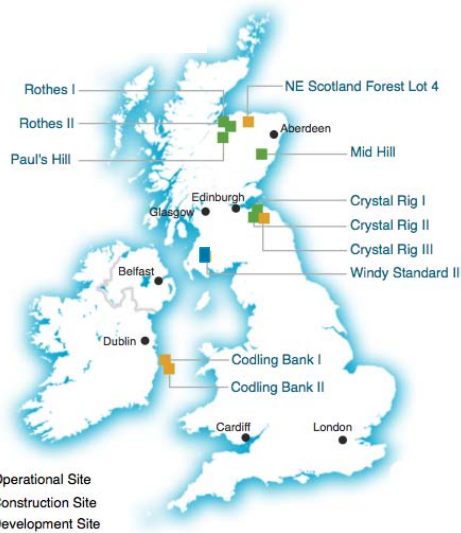 Rothes I
NE Scotland Forest Lot 4
Rothes II
Aberdeen
Paul's Hill
Mid Hill
Edinburgh
Crystal Rig I
Glasgow
Crystal Rig II
Crystal Rig III
Belfast
Windy Standard II
Dublin
Codling Bank I
Codling Bank II
Cardiff
London
Operational Site
Construction Site
Development Site